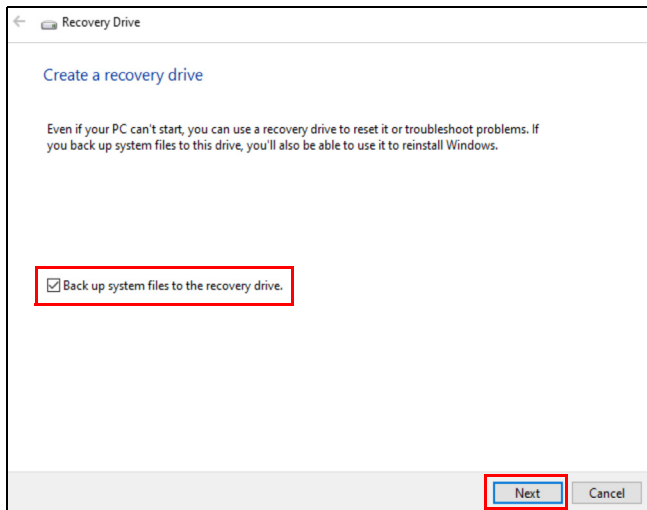 Recovery Drive
Create a recovery drive
Even if your PC can't start, you can use a recovery drive to reset it or troubleshoot problems. If
you back up system files to this drive, you'll also be able to use it to reinstall Windows.
Back up system files to the recovery drive.
Next Cancel